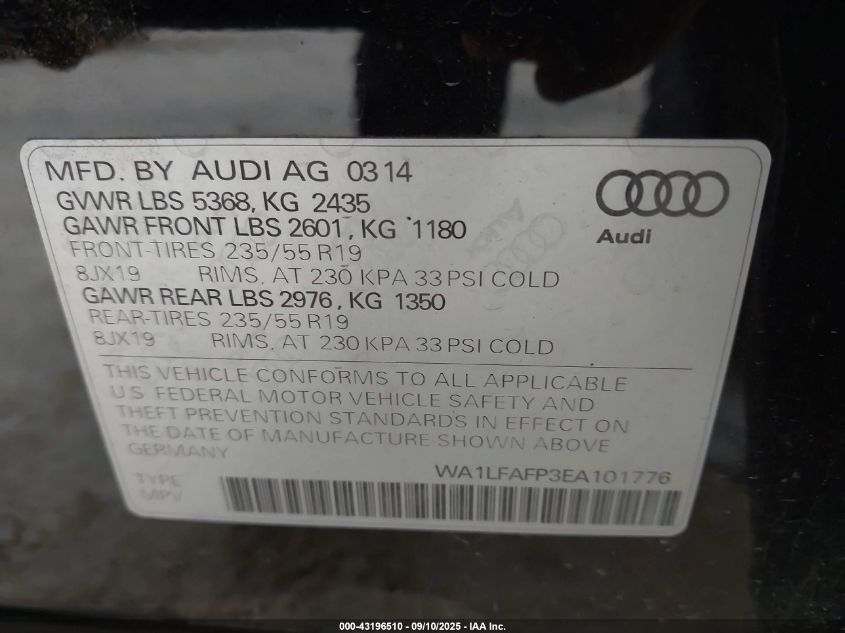 MFD. BY AUDI AG 03 14
GVWR LBS 5368, KG 2435
GAWR FRONT LBS 2601, KG 1180
FRONT-TIRES 235/55 R19
8JX19 RIMS, AT 230 KPA 33 PSI COLD
GAWR REAR LBS 2976, KG 1350
REAR-TIRES 235/55 R19
8JX19 RIMS, AT 230 KPA 33 PSI COLD
Audi
THIS VEHICLE CONFORMS TO ALL APPLICABLE
U.S. FEDERAL MOTOR VEHICLE SAFETY AND
THEFT PREVENTION STANDARDS IN EFFECT ON
THE DATE OF MANUFACTURE SHOWN ABOVE
GERMANY
WA1LFAFP3EA101776
TYPE
MPV
000-43196510 - 09/10/2025 - IAA Inc.